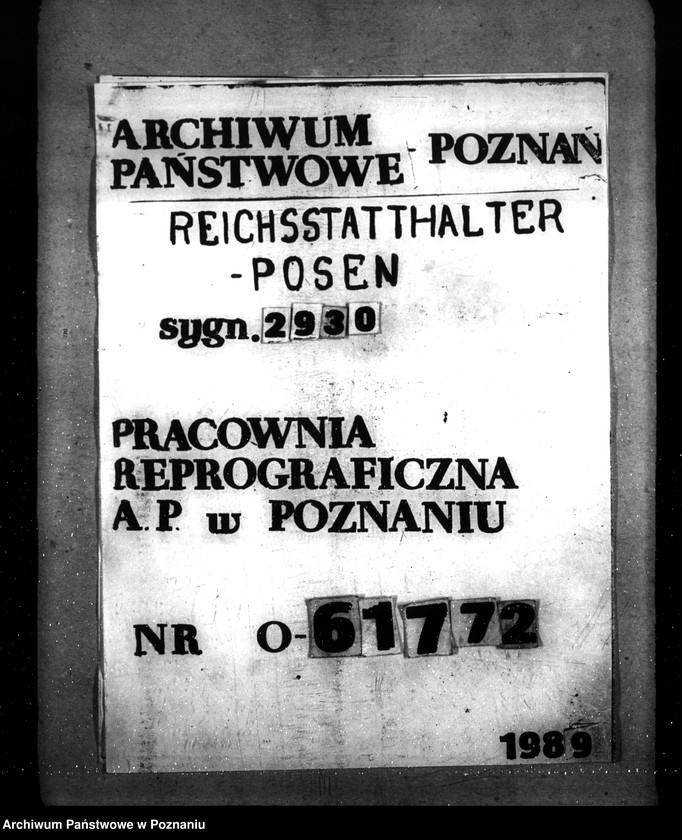 ARCHIWUM
PAŃSTWOWE - POZNAŃ
REICHSSTATTHALTER
-POSEN
sygn. 2930
PRACOWNIA
REPROGRAFICZNA
A.P. w POZNANIU
NR O-61772
1989
Archiwum Państwowe w Poznaniu